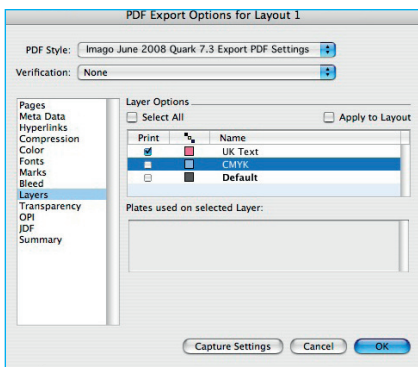 PDF Export Options for Layout 1
PDF Style: Imago June 2008 Quark 7.3 Export PDF Settings
Verification: None
Pages
Meta Data
Hyperlinks
Compression
Color
Fonts
Marks
Bleed
Layers
Transparency
OPI
JDF
Summary
Layer Options
Select All Apply to Layout
Print Name
UK Text
CMYK
Default
Plates used on selected Layer:
Capture Settings Cancel OK